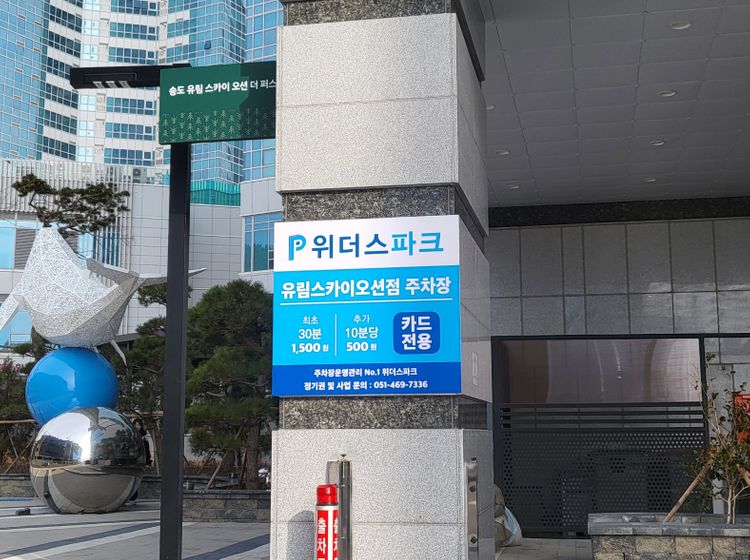 송도 유림 스카이 오션 더 퍼스
P 위더스파크
유림스카이오션점 주차장
최초
30분
1,500원
추가
10분당
500원
카드
전용
주차장운영관리 No.1 위더스파크
정기권 및 사업 문의 : 051-469-7336
출차